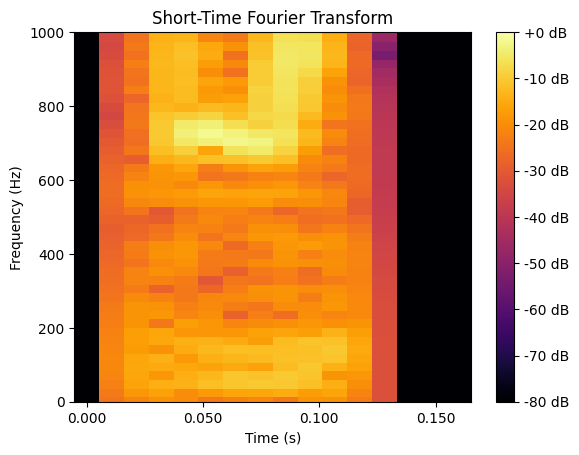 Short-Time Fourier Transform
1000
800
600
400
200
0
Frequency (Hz)
0.000
0.050
0.100
0.150
Time (s)
+0 dB
-10 dB
-20 dB
-30 dB
-40 dB
-50 dB
-60 dB
-70 dB
-80 dB